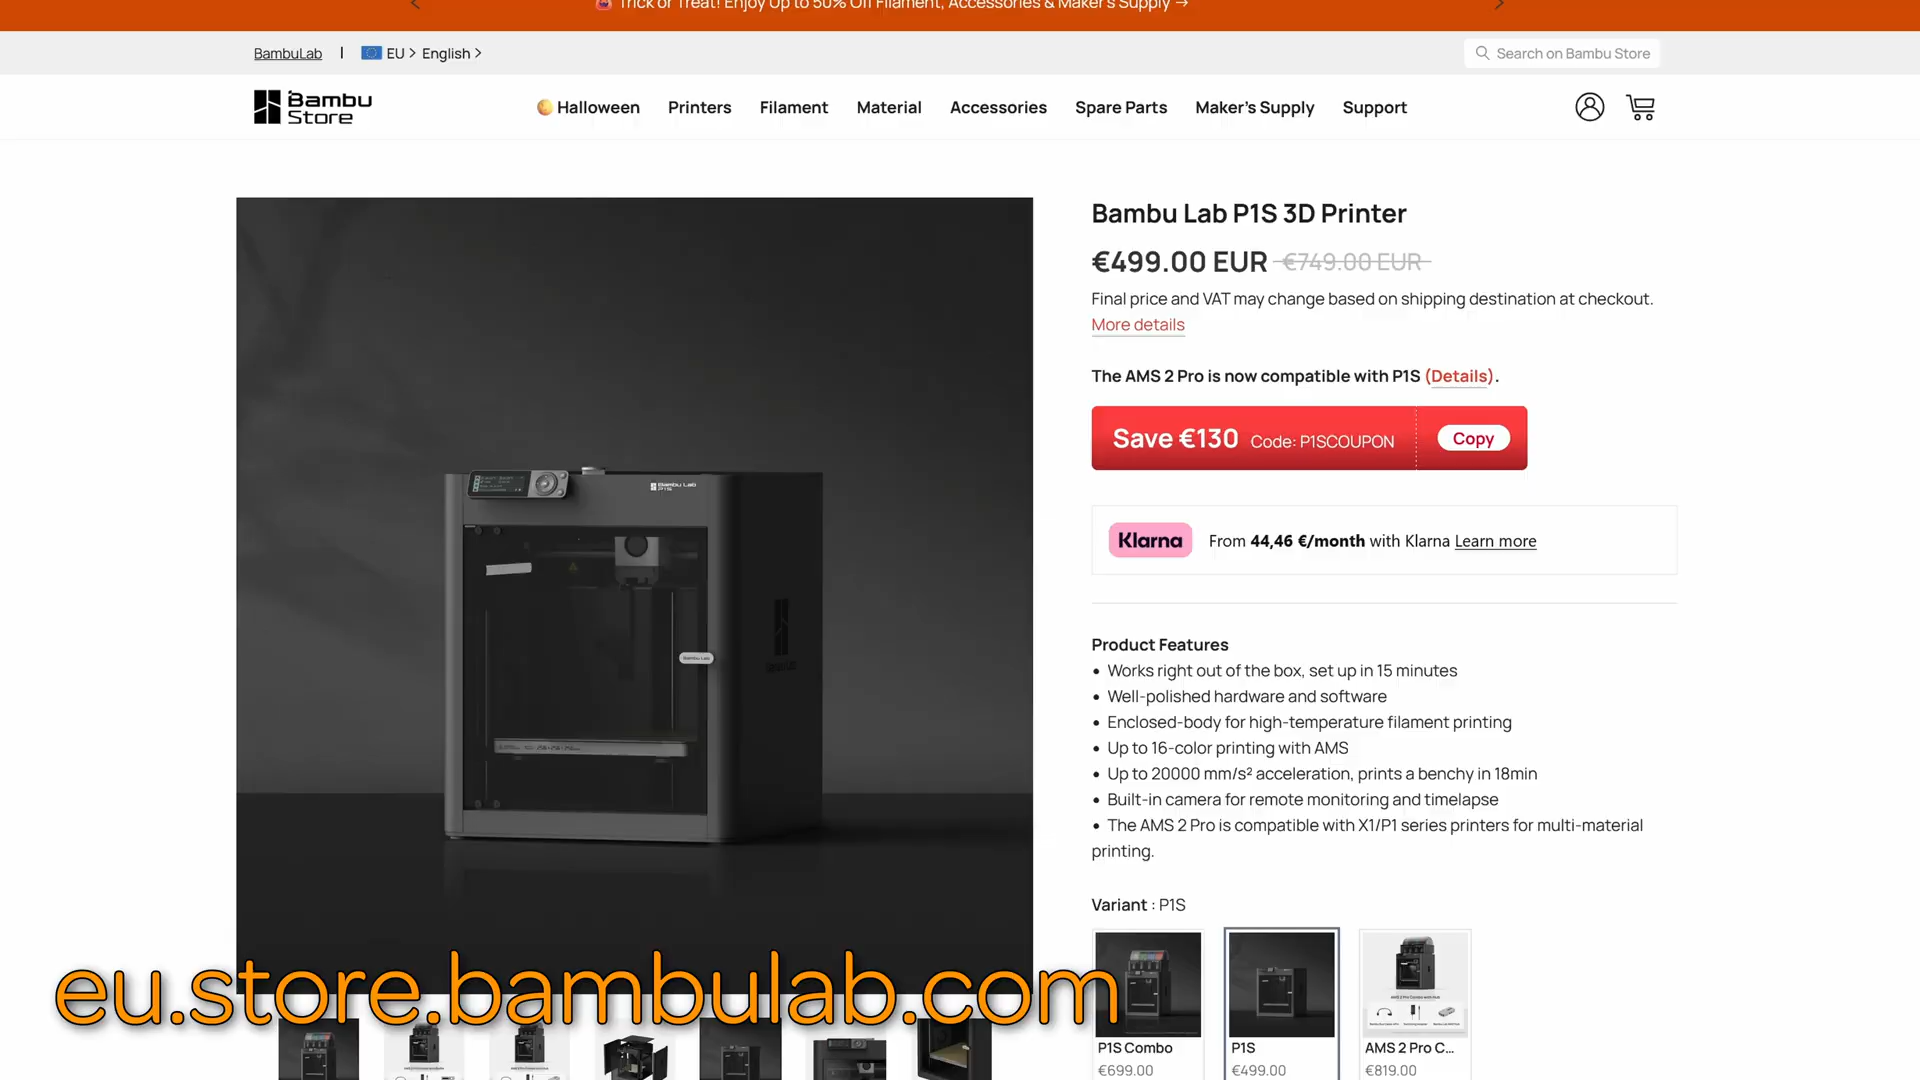 Trick or Treat! Enjoy Up to 50% Off Filament, Accessories & Maker's Supply →
BambuLab | EU > English >
Search on Bambu Store
Bambu Store
Halloween Printers Filament Material Accessories Spare Parts Maker's Supply Support
Bambu Lab P1S 3D Printer
€499.00 EUR €749.00 EUR
Final price and VAT may change based on shipping destination at checkout.
More details
The AMS 2 Pro is now compatible with P1S (Details).
Save €130 Code: P1SCOUPON Copy
Klarna From 44,46 €/month with Klarna Learn more
Bambu Lab
P1S
Bambu Lab
Product Features
• Works right out of the box, set up in 15 minutes
• Well-polished hardware and software
• Enclosed-body for high-temperature filament printing
• Up to 16-color printing with AMS
• Up to 20000 mm/s² acceleration, prints a benchy in 18min
• Built-in camera for remote monitoring and timelapse
• The AMS 2 Pro is compatible with X1/P1 series printers for multi-material
printing.
Variant : P1S
eu.store.bambulab.com
P1S Combo P1S AMS 2 Pro C...
€699.00 €499.00 €819.00